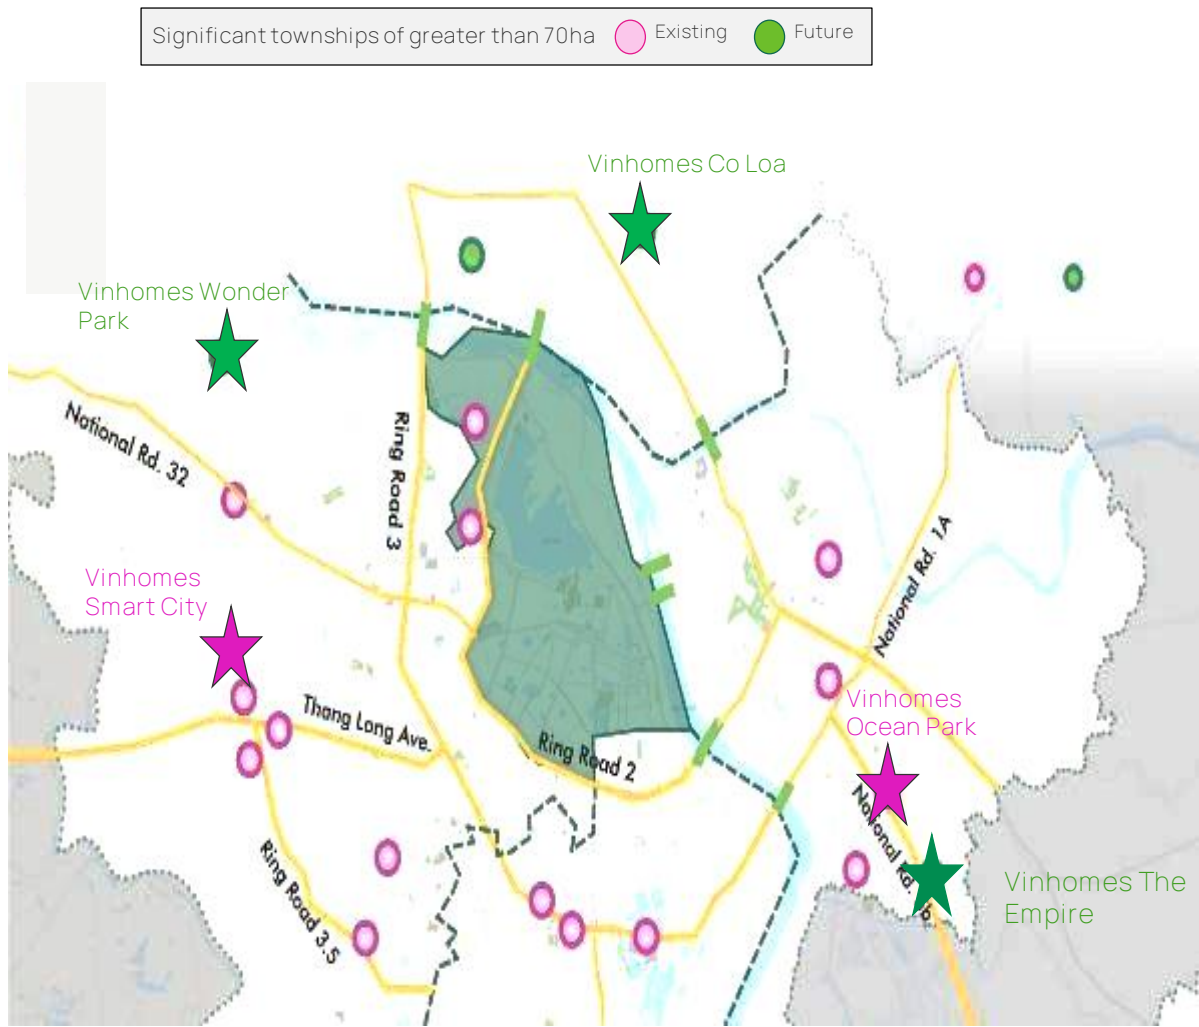 Significant townships of greater than 70ha
Existing
Future
Vinhomes Co Loa
Vinhomes Wonder
Park
National Rd. 32
Ring Road 3
National Rd. 1A
Vinhomes
Smart City
Thang Long Ave.
Ring Road 2
Vinhomes
Ocean Park
National Rd.
Ring Road 3.5
Vinhomes The
Empire